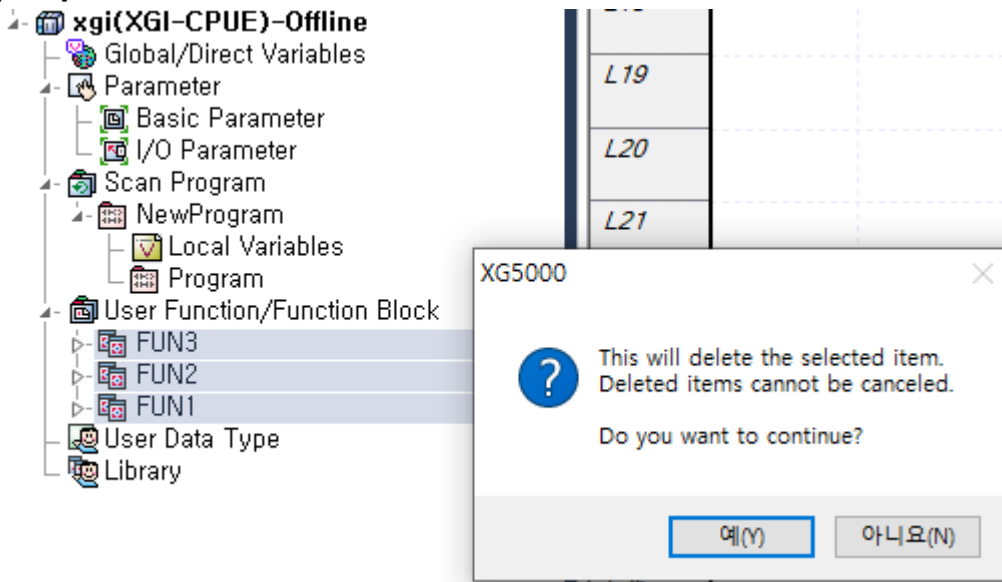 xgi(XGI-CPUE)-Offline
Global/Direct Variables
Parameter
Basic Parameter
I/O Parameter
Scan Program
NewProgram
Local Variables
Program
User Function/Function Block
FUN3
FUN2
FUN1
User Data Type
Library
L19
L20
L21
XG5000
This will delete the selected item.
Deleted items cannot be canceled.
Do you want to continue?
예(Y)
아니요(N)